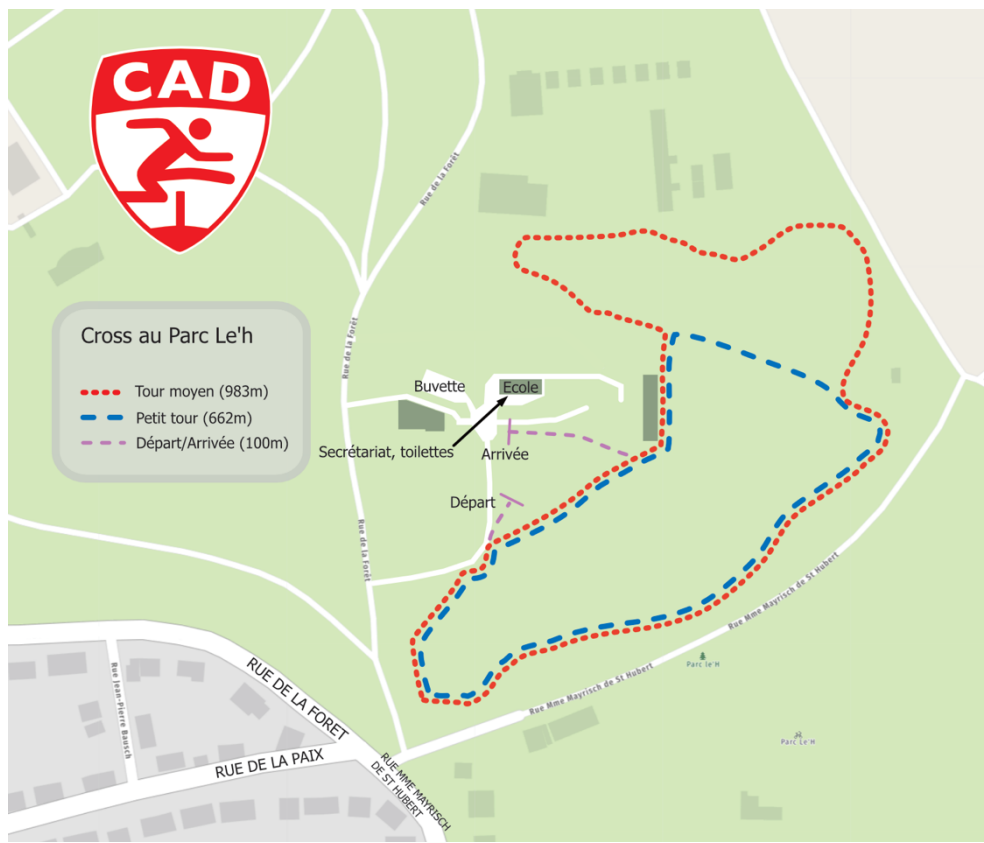 CAD
Rue de la Forêt
Cross au Parc Le'h
Tour moyen (983m)
Petit tour (662m)
Départ/Arrivée (100m)
Rue de la Forêt
Buvette
Ecole
Secrétariat, toilettes
Arrivée
Départ
Rue de la Forêt
Rue Mme Mayrisch de St Hubert
Parc le'H
Rue Mme Mayrisch de St Hubert
Parc Le'H
Rue Jean-Pierre Bausch
RUE DE LA FORET
RUE DE LA PAIX
RUE MME MAYRISCH
DE ST HUBERT